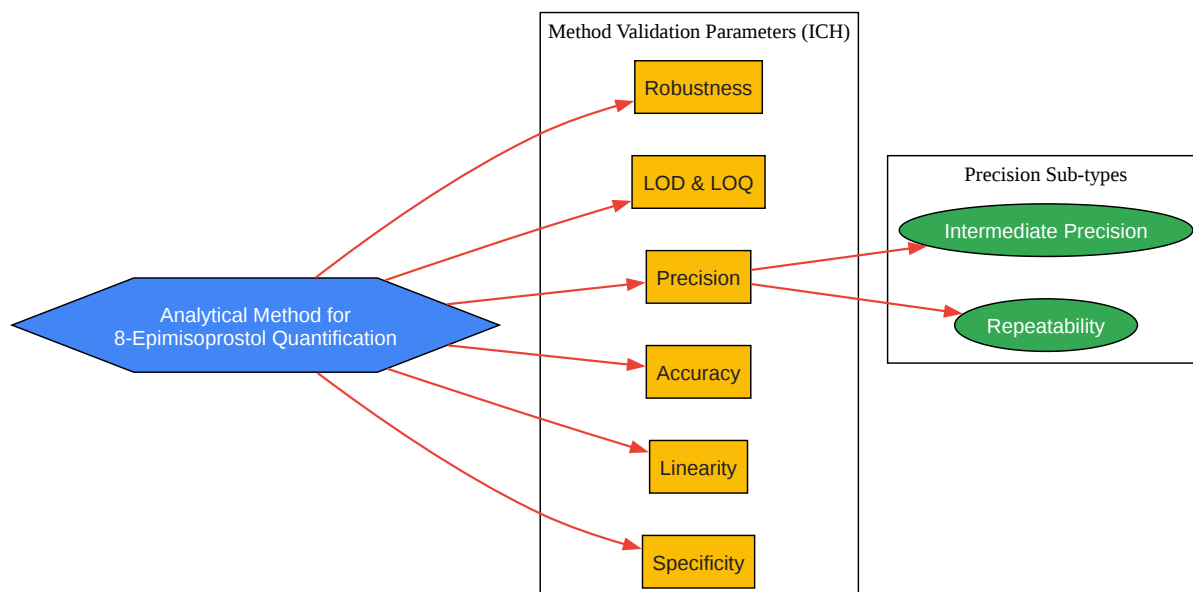 Method Validation Parameters (ICH)
Robustness
LOD & LOQ
Precision Sub-types
Intermediate Precision
Precision
Analytical Method for
8-Epimisoprostol Quantification
Repeatability
Accuracy
Linearity
Specificity